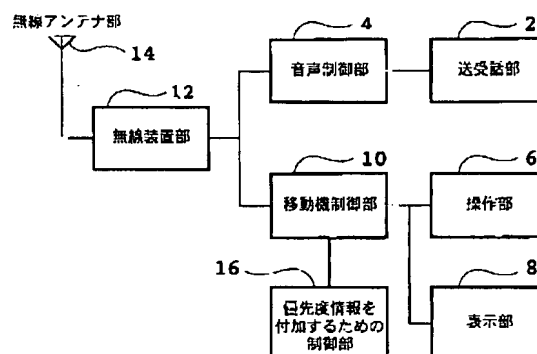 無線アンテナ部
14
4
音声制御部
2
送受話部
12
無線装置部
10
移動機制御部
6
操作部
16
優先度情報を
付加するための
制御部
8
表示部